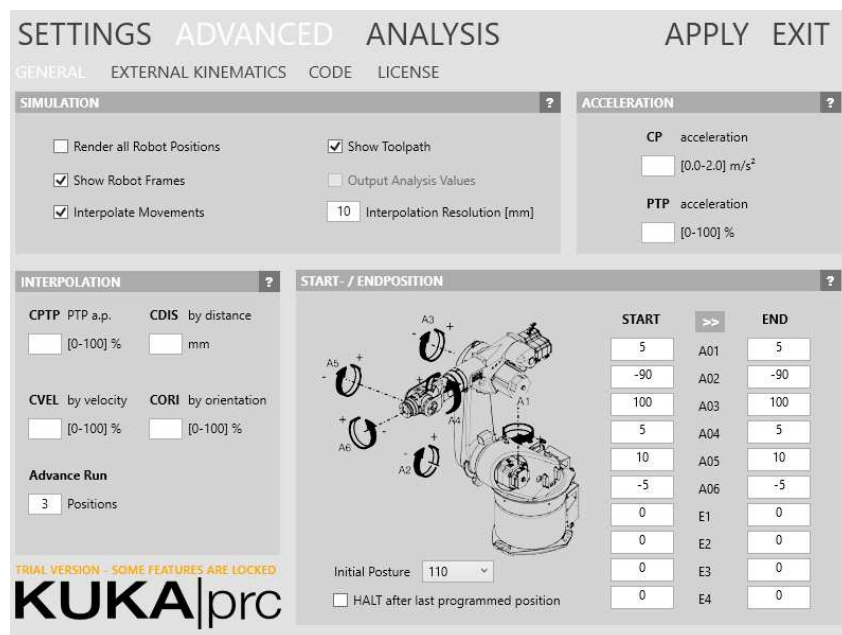 SETTINGS ADVANCED ANALYSIS APPLY EXIT
GENERAL EXTERNAL KINEMATICS CODE LICENSE
SIMULATION ?
Render all Robot Positions Show Toolpath
Show Robot Frames Output Analysis Values
Interpolate Movements 10 Interpolation Resolution [mm]
ACCELERATION ?
CP acceleration
[0.0-2.0] m/s²
PTP acceleration
[0-100] %
INTERPOLATION ?
CPTP PTP a.p. CDIS by distance
[0-100] % mm
CVEL by velocity CORI by orientation
[0-100] % [0-100] %
Advance Run
3 Positions
TRIAL VERSION - SOME FEATURES ARE LOCKED
KUKA|prc
START- / ENDPOSITION ?
A3 + -
A5 + -
A1
A4
A6 + -
A2 + -
Initial Posture 110
HALT after last programmed position
START >> END
5 A01 5
-90 A02 -90
100 A03 100
5 A04 5
10 A05 10
-5 A06 -5
0 E1 0
0 E2 0
0 E3 0
0 E4 0